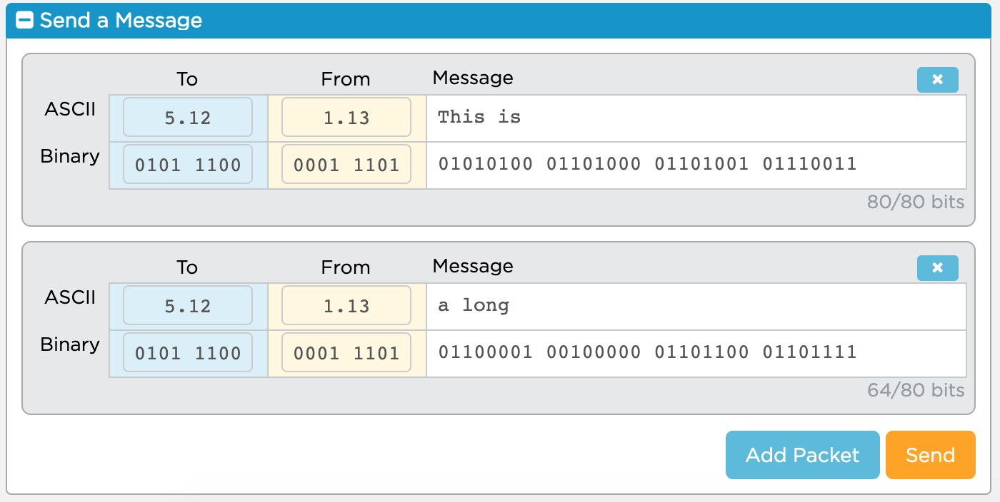 Send a Message
To From Message
ASCII 5.12 1.13 This is
Binary 0101 1100 0001 1101 01010100 01101000 01101001 01110011
80/80 bits
To From Message
ASCII 5.12 1.13 a long
Binary 0101 1100 0001 1101 01100001 00100000 01101100 01101111
64/80 bits
Add Packet Send